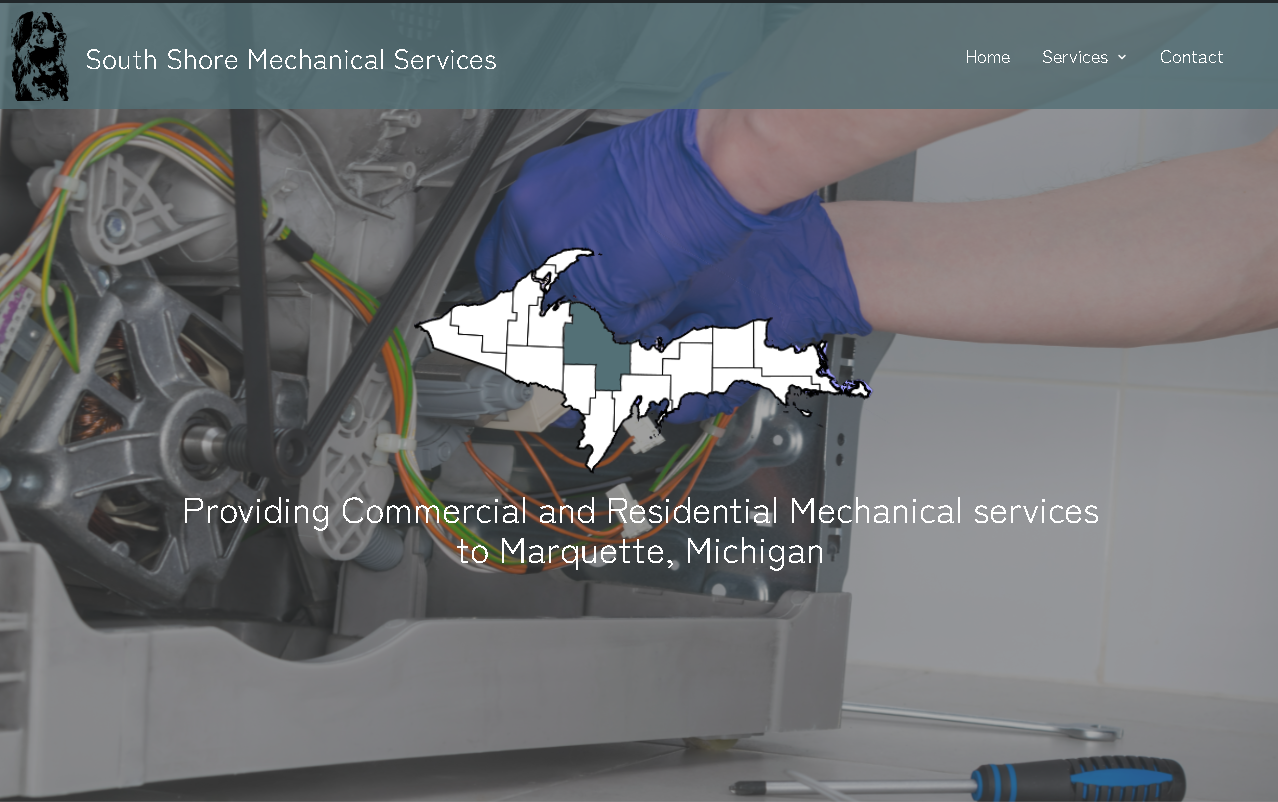 South Shore Mechanical Services
Home
Services
Contact
Providing Commercial and Residential Mechanical services
to Marquette, Michigan